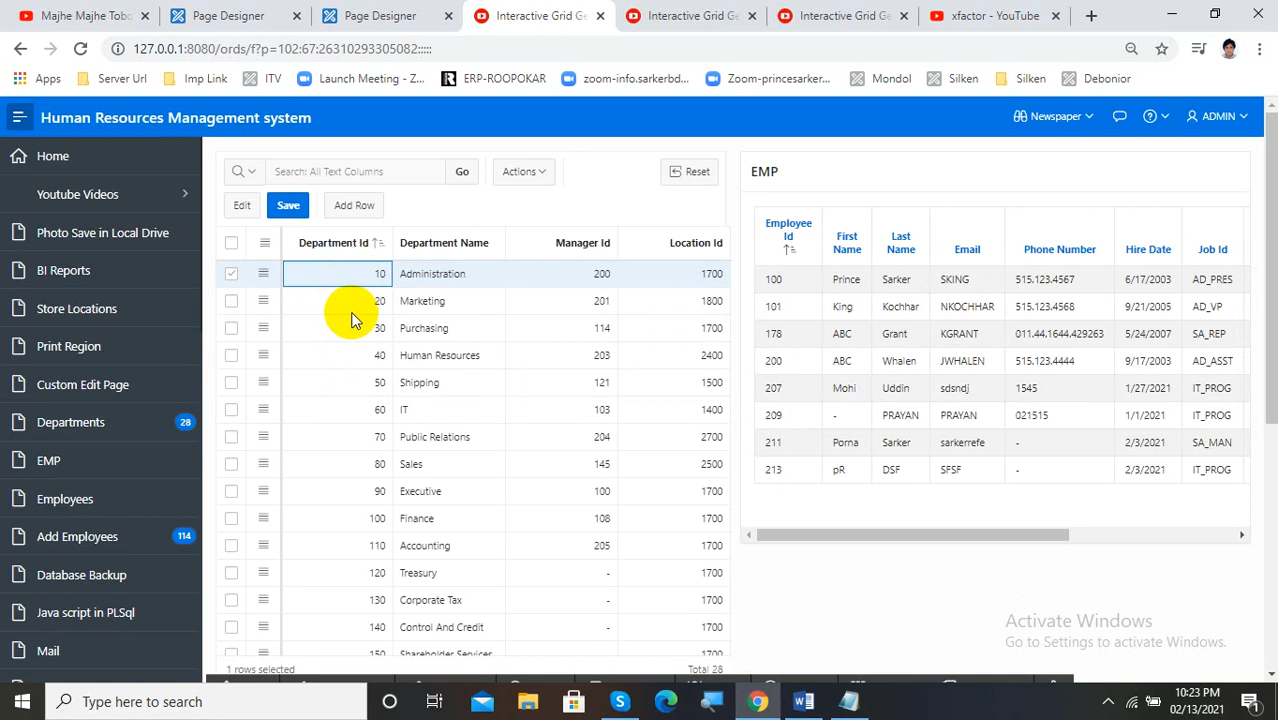 Majhe Majhe Tobo
Page Designer
Page Designer
Interactive Grid Ge
Interactive Grid Ge
Interactive Grid Ge
xfactor - YouTube
127.0.0.1:8080/ords/f?p=102:67:26310293305082:::::
Apps
Server Url
Imp Link
ITV
Launch Meeting - Z...
ERP-ROOPOKAR
zoom-info.sarkerbd...
Zoom-princesarker...
Mondol
Silken
Silken
Debonior
Human Resources Management system
Newspaper
ADMIN
Home
Youtube Videos
Photo Save in Local Drive
BI Reports
Store Locations
Print Region
Custom Edit Page
Departments 28
EMP
Employees
Add Employees 114
Database Backup
Java script in PLSql
Mail
Search: All Text Columns
Go
Actions
Reset
Edit
Save
Add Row
Department Id Department Name Manager Id Location Id
10 Administration 200 1700
20 Marketing 201 1800
30 Purchasing 114 1700
40 Human Resources 203 2400
50 Shipping 121 1500
60 IT 103 1400
70 Public Relations 204 2700
80 Sales 145 2500
90 Executive 100 1700
100 Finance 108 1700
110 Accounting 205 1700
120 Treasury - 1700
130 Corporate Tax - 1700
140 Control And Credit - 1700
150 Shareholder Services - 1700
1 rows selected
Total 28
EMP
Employee Id First Name Last Name Email Phone Number Hire Date Job Id
100 Prince Sarker SKING 515.123.4567 6/17/2003 AD_PRES
101 King Kochhar NKOCHHAR 515.123.4568 9/21/2005 AD_VP
178 ABC Grant KGRANT 011.44.1644.429263 5/24/2007 SA_REP
200 ABC Whalen JWHALEN 515.123.4444 9/17/2003 AD_ASST
207 Mohi Uddin sdsndj 1545 1/27/2021 IT_PROG
209 - PRAYAN PRAYAN 021515 1/1/2021 IT_PROG
211 Porna Sarker sarkerrefe - 2/3/2021 SA_MAN
213 pR DSF SFSF - 2/3/2021 IT_PROG
Activate Windows
Go to Settings to activate Windows.
Type here to search
10:23 PM
02/13/2021